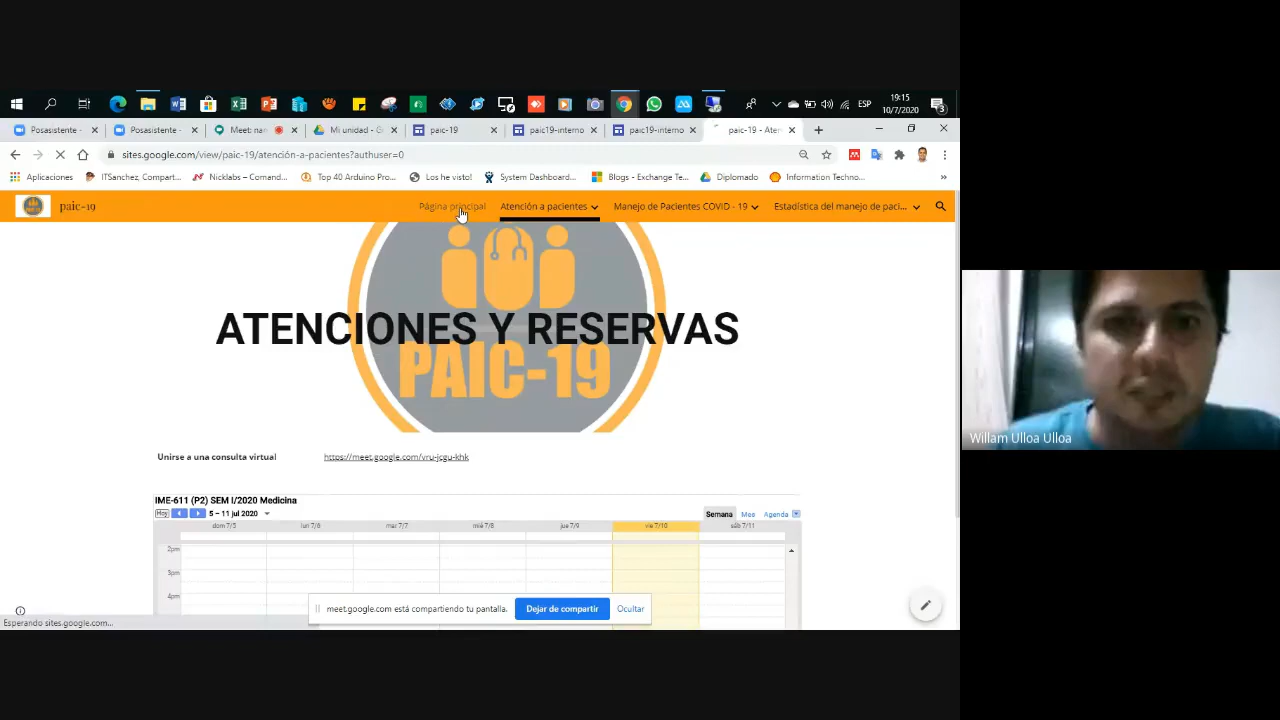 ESP
19:15
10/7/2020
3
Posasistente -
Posasistente -
Meet: nar
Mi unidad - G
paic-19
paic19-interno
paic19-interno
paic-19 - Aten
sites.google.com/view/paic-19/atención-a-pacientes?authuser=0
Aplicaciones
ITSanchez, Compart...
Nicklabs – Comand...
Top 40 Arduino Pro...
Los he visto!
System Dashboard...
Blogs - Exchange Te...
Diplomado
Information Techno...
»
paic-19
Página principal
Atención a pacientes
Manejo de Pacientes COVID - 19
Estadística del manejo de paci...
ATENCIONES Y RESERVAS
PAIC-19
Unirse a una consulta virtual
https://meet.google.com/vru-jcgu-khk
IME-611 (P2) SEM I/2020 Medicina
Hoy
5 – 11 jul 2020
Semana
Mes
Agenda
dom 7/5
lun 7/6
mar 7/7
mié 7/8
jue 7/9
vie 7/10
sáb 7/11
2pm
3pm
4pm
meet.google.com está compartiendo tu pantalla.
Dejar de compartir
Ocultar
Esperando sites.google.com...
Willam Ulloa Ulloa